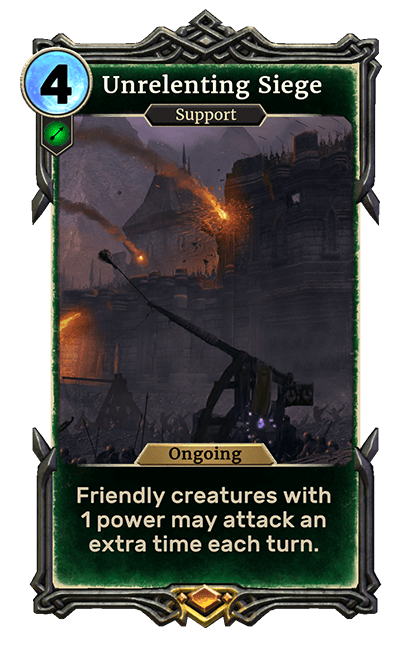 4
Unrelenting Siege
Support
Ongoing
Friendly creatures with
1 power may attack an
extra time each turn.